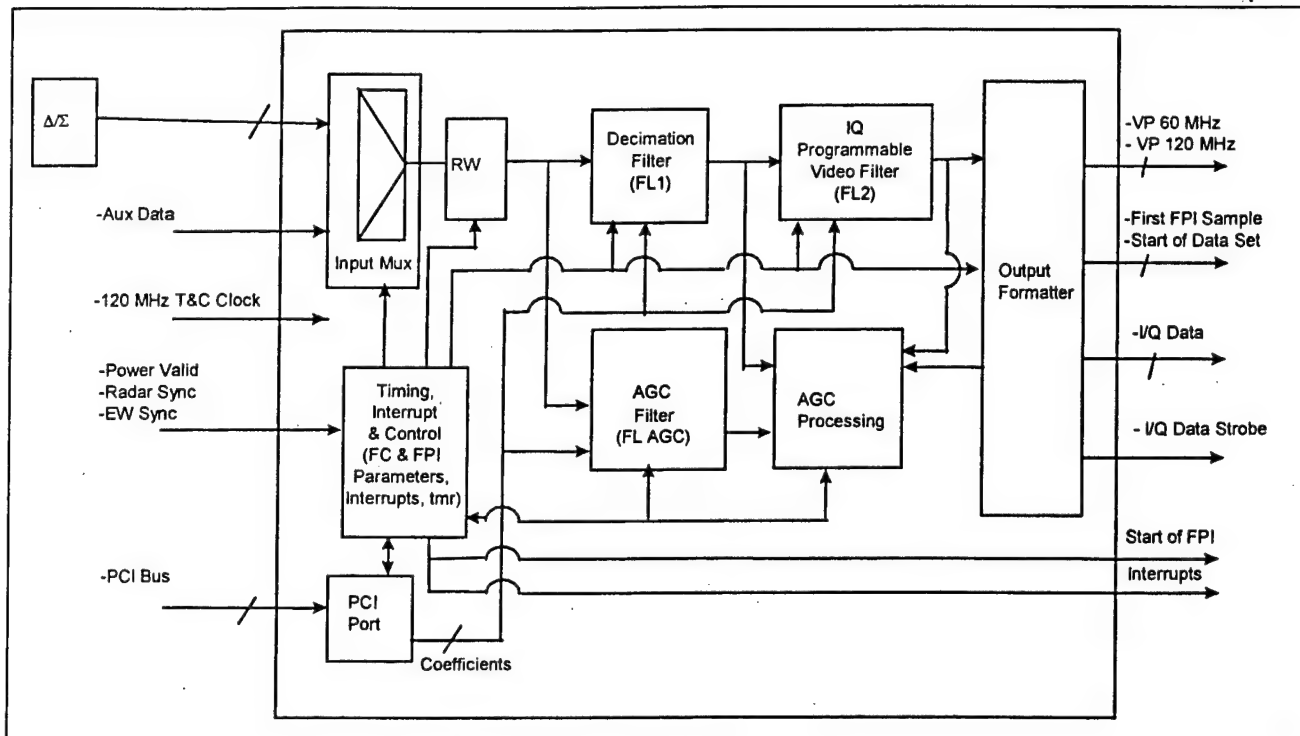 Δ/Σ
-Aux Data
-120 MHz T&C Clock
-Power Valid
-Radar Sync
-EW Sync
-PCI Bus
Input Mux
RW
Decimation
Filter
(FL1)
IQ
Programmable
Video Filter
(FL2)
Timing,
Interrupt
& Control
(FC & FPI
Parameters,
Interrupts, tmr)
AGC
Filter
(FL AGC)
AGC
Processing
Output
Formatter
PCI
Port
Coefficients
-VP 60 MHz
- VP 120 MHz
-First FPI Sample
-Start of Data Set
-I/Q Data
- I/Q Data Strobe
Start of FPI
Interrupts